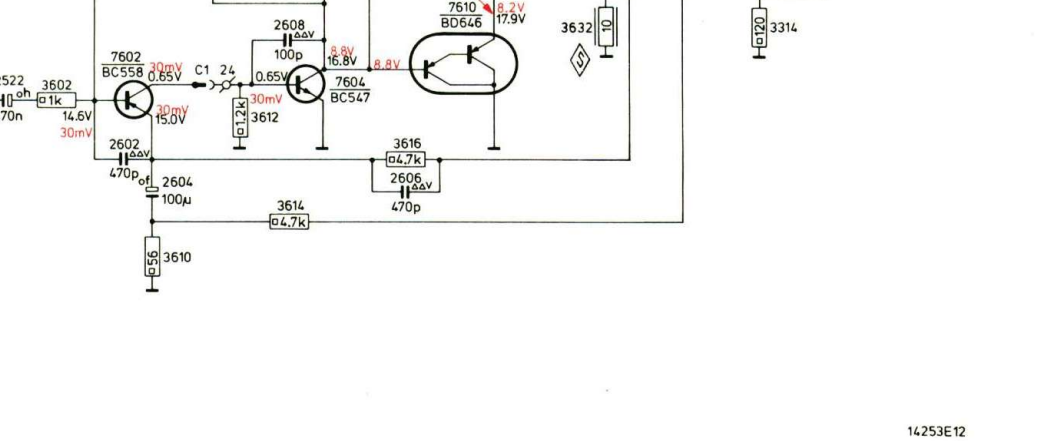 7610
BD646
8.2V
17.9V
3632
10
S
120
3314
2608
100p
8.8V
16.8V
8.8V
7602
BC558
30mV
0.65V
C1
24
0.65V
30mV
7604
BC547
2522
70n
oh
3602
1k
14.6V
30mV
30mV
15.0V
1.2k
3612
2602
470p
of
2604
100µ
3616
4.7k
2606
470p
3614
4.7k
56
3610
14253E12